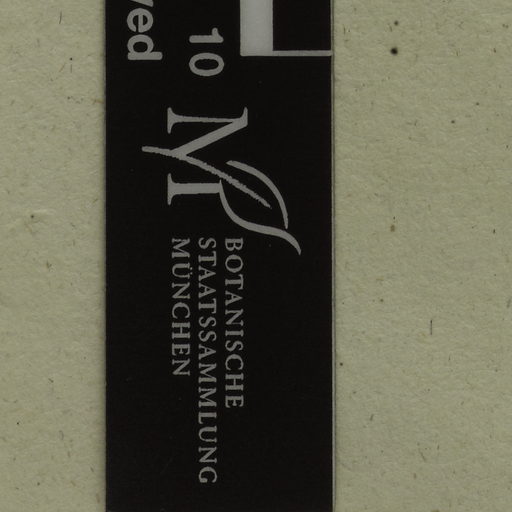 10
BOTANISCHE
STAATSSAMMLUNG
MÜNCHEN